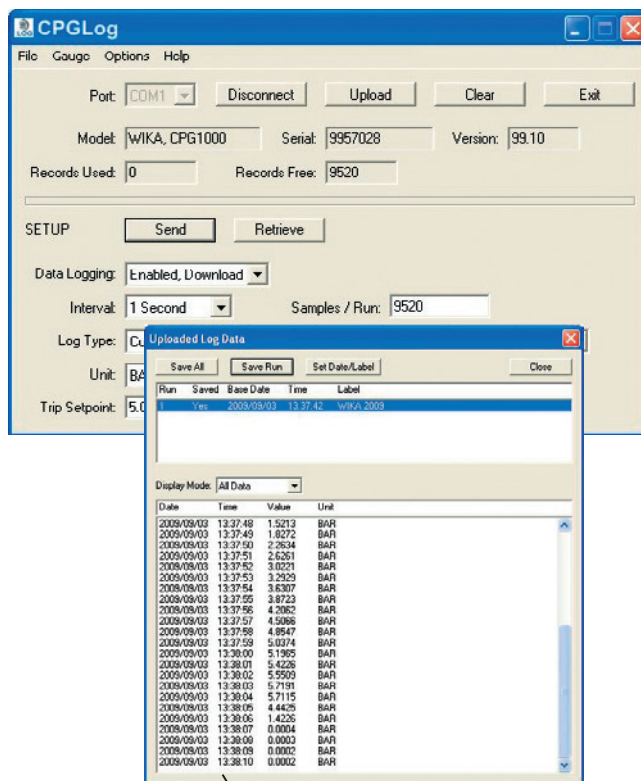 CPGLog
File Gauge Options Help
Port: COM1 Disconnect Upload Clear Exit
Model: WIKA, CPG1000 Serial: 9957028 Version: 99.10
Records Used: 0 Records Free: 9520
SETUP Send Retrieve
Data Logging: Enabled, Download
Interval: 1 Second Samples / Run: 9520
Log Type: Cu
Unit: BA
Trip Setpoint: 5.0
Uploaded Log Data
Save All Save Run Set Date/Label Close
Run Saved Base Date Time Label
1 Yes 2009/09/03 13:37:42 WIKA 2009
Display Mode: All Data
Date Time Value Unit
2009/09/03 13:37:48 1.5213 BAR
2009/09/03 13:37:49 1.8272 BAR
2009/09/03 13:37:50 2.2634 BAR
2009/09/03 13:37:51 2.6261 BAR
2009/09/03 13:37:52 3.0221 BAR
2009/09/03 13:37:53 3.2929 BAR
2009/09/03 13:37:54 3.6307 BAR
2009/09/03 13:37:55 3.8723 BAR
2009/09/03 13:37:56 4.2062 BAR
2009/09/03 13:37:57 4.5066 BAR
2009/09/03 13:37:58 4.8547 BAR
2009/09/03 13:37:59 5.0374 BAR
2009/09/03 13:38:00 5.1965 BAR
2009/09/03 13:38:01 5.4226 BAR
2009/09/03 13:38:02 5.5509 BAR
2009/09/03 13:38:03 5.7191 BAR
2009/09/03 13:38:04 5.7115 BAR
2009/09/03 13:38:05 4.4425 BAR
2009/09/03 13:38:06 1.4226 BAR
2009/09/03 13:38:07 0.0004 BAR
2009/09/03 13:38:08 0.0003 BAR
2009/09/03 13:38:09 0.0002 BAR
2009/09/03 13:38:10 0.0002 BAR